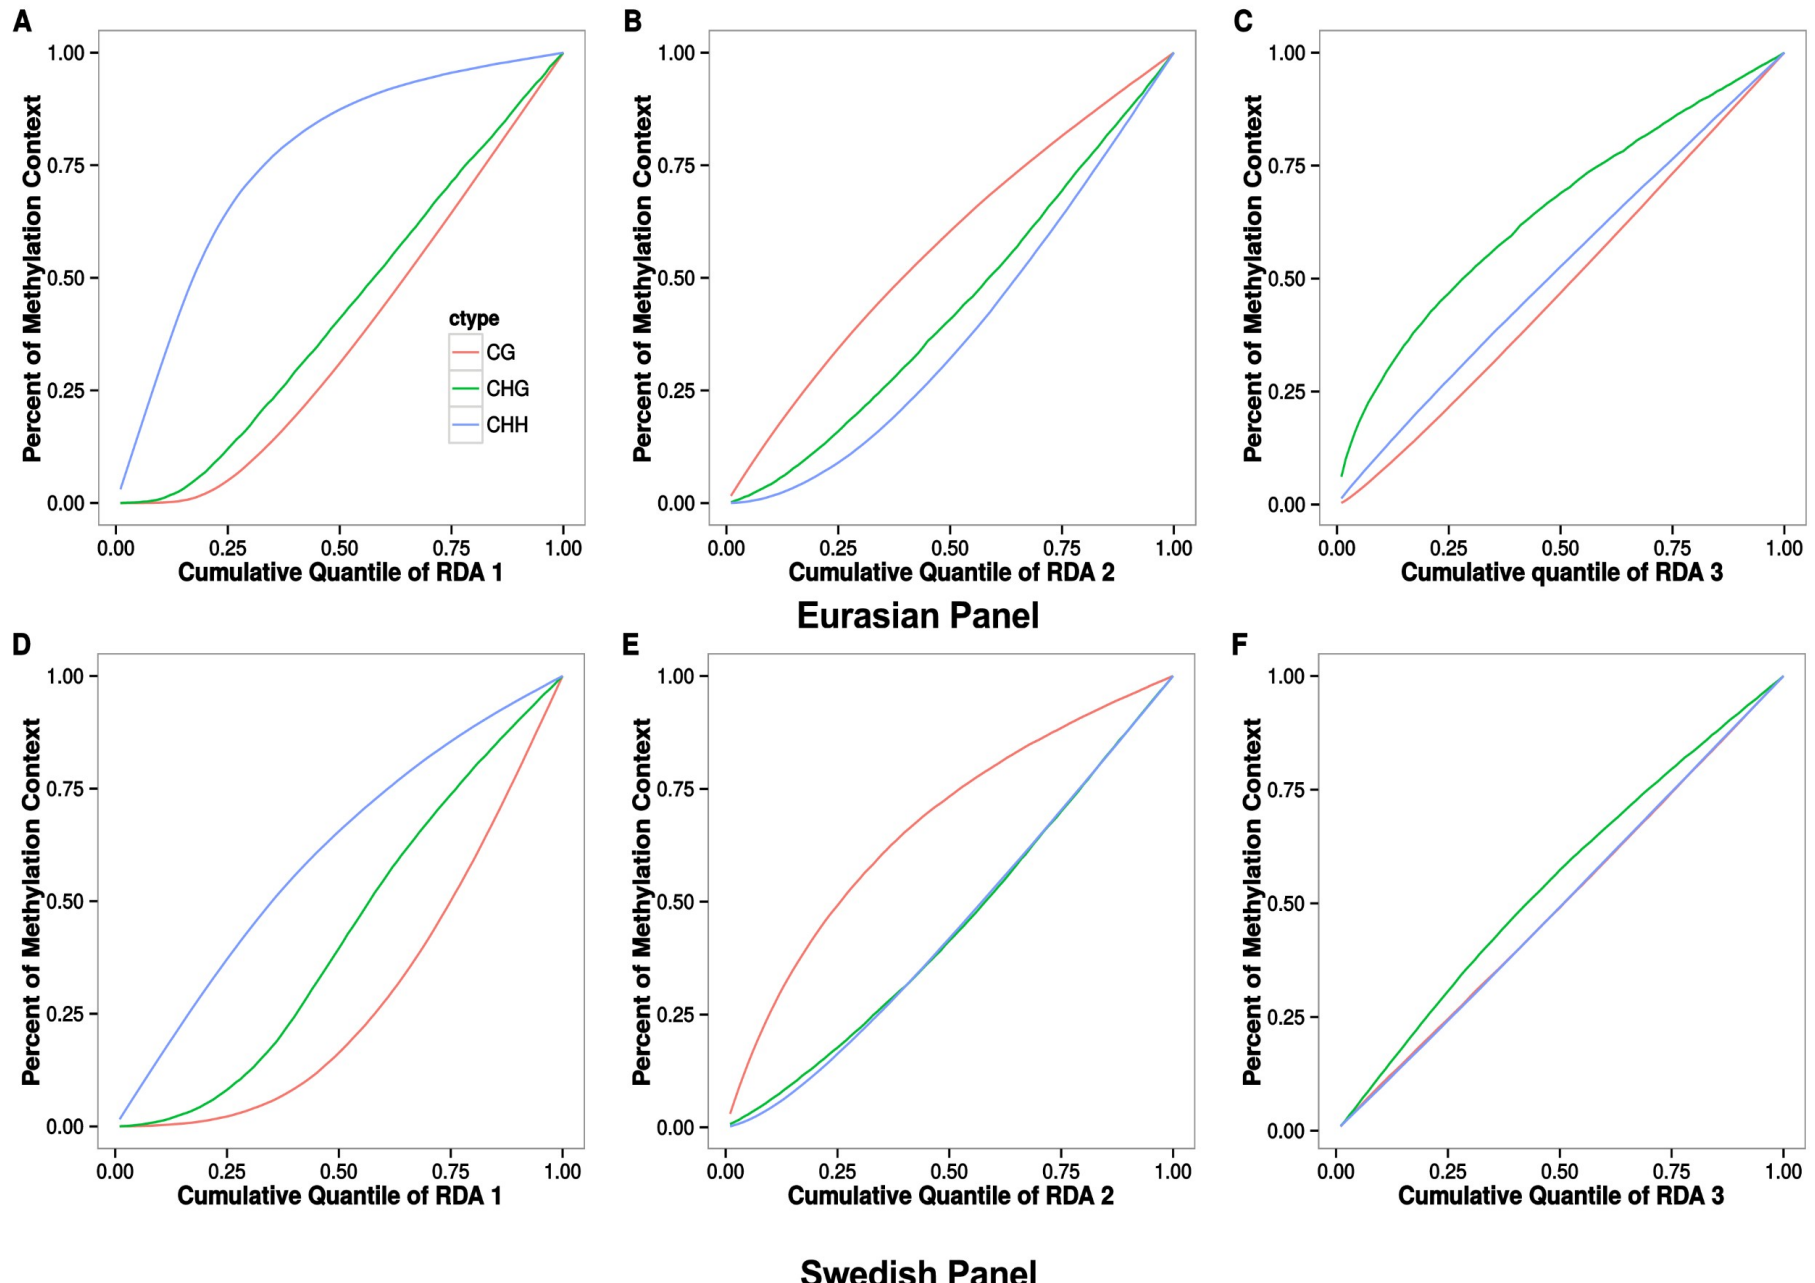 A
B
C
Percent of Methylation Context
1.00
0.75
0.50
0.25
0.00
ctype
CG
CHG
CHH
0.00 0.25 0.50 0.75 1.00
Cumulative Quantile of RDA 1
Percent of Methylation Context
1.00
0.75
0.50
0.25
0.00
0.00 0.25 0.50 0.75 1.00
Cumulative Quantile of RDA 2
Percent of Methylation Context
1.00
0.75
0.50
0.25
0.00
0.00 0.25 0.50 0.75 1.00
Cumulative quantile of RDA 3
Eurasian Panel
D
E
F
Percent of Methylation Context
1.00
0.75
0.50
0.25
0.00
0.00 0.25 0.50 0.75 1.00
Cumulative Quantile of RDA 1
Percent of Methylation Context
1.00
0.75
0.50
0.25
0.00
0.00 0.25 0.50 0.75 1.00
Cumulative Quantile of RDA 2
Percent of Methylation Context
1.00
0.75
0.50
0.25
0.00
0.00 0.25 0.50 0.75 1.00
Cumulative Quantile of RDA 3
Swedish Panel